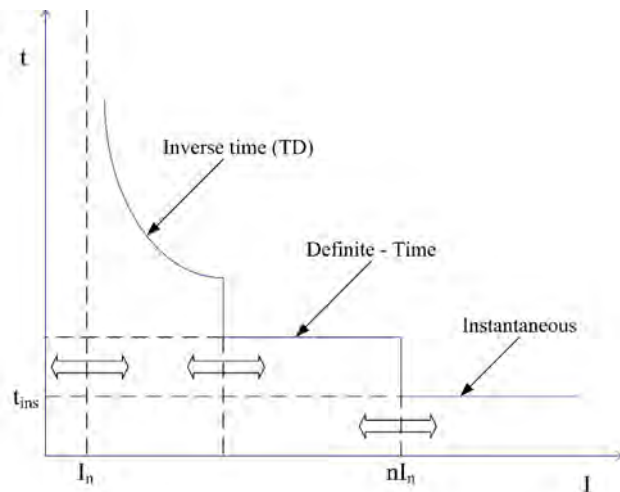 t
Inverse time (TD)
Definite - Time
Instantaneous
tins
In
nIn
I